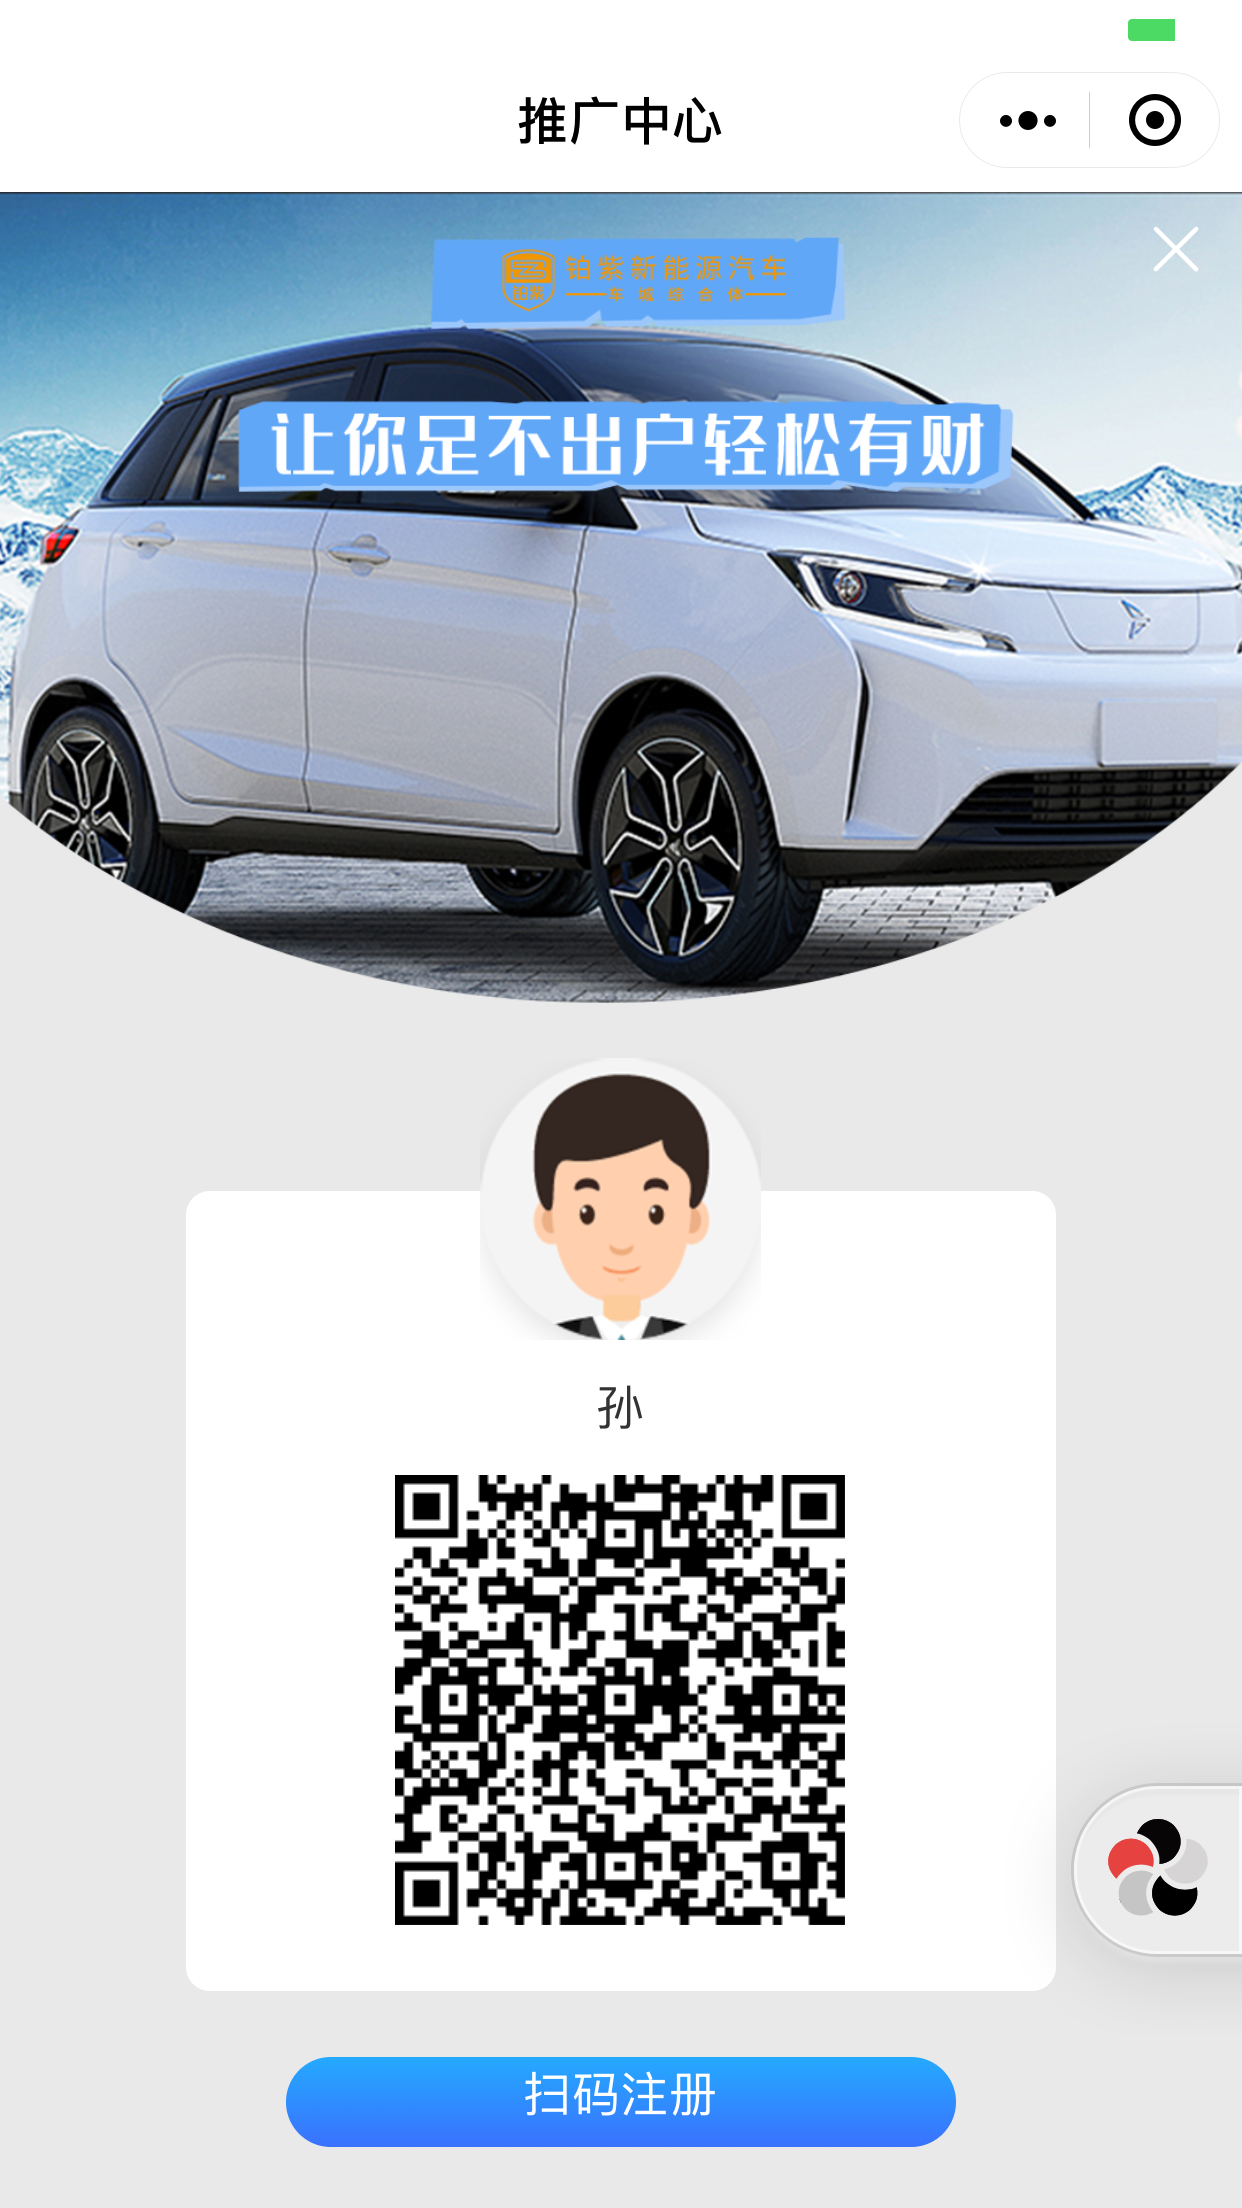 推广中心
铂紫新能源汽车
铂紫
车城综合体
让你足不出户轻松有财
孙
扫码注册